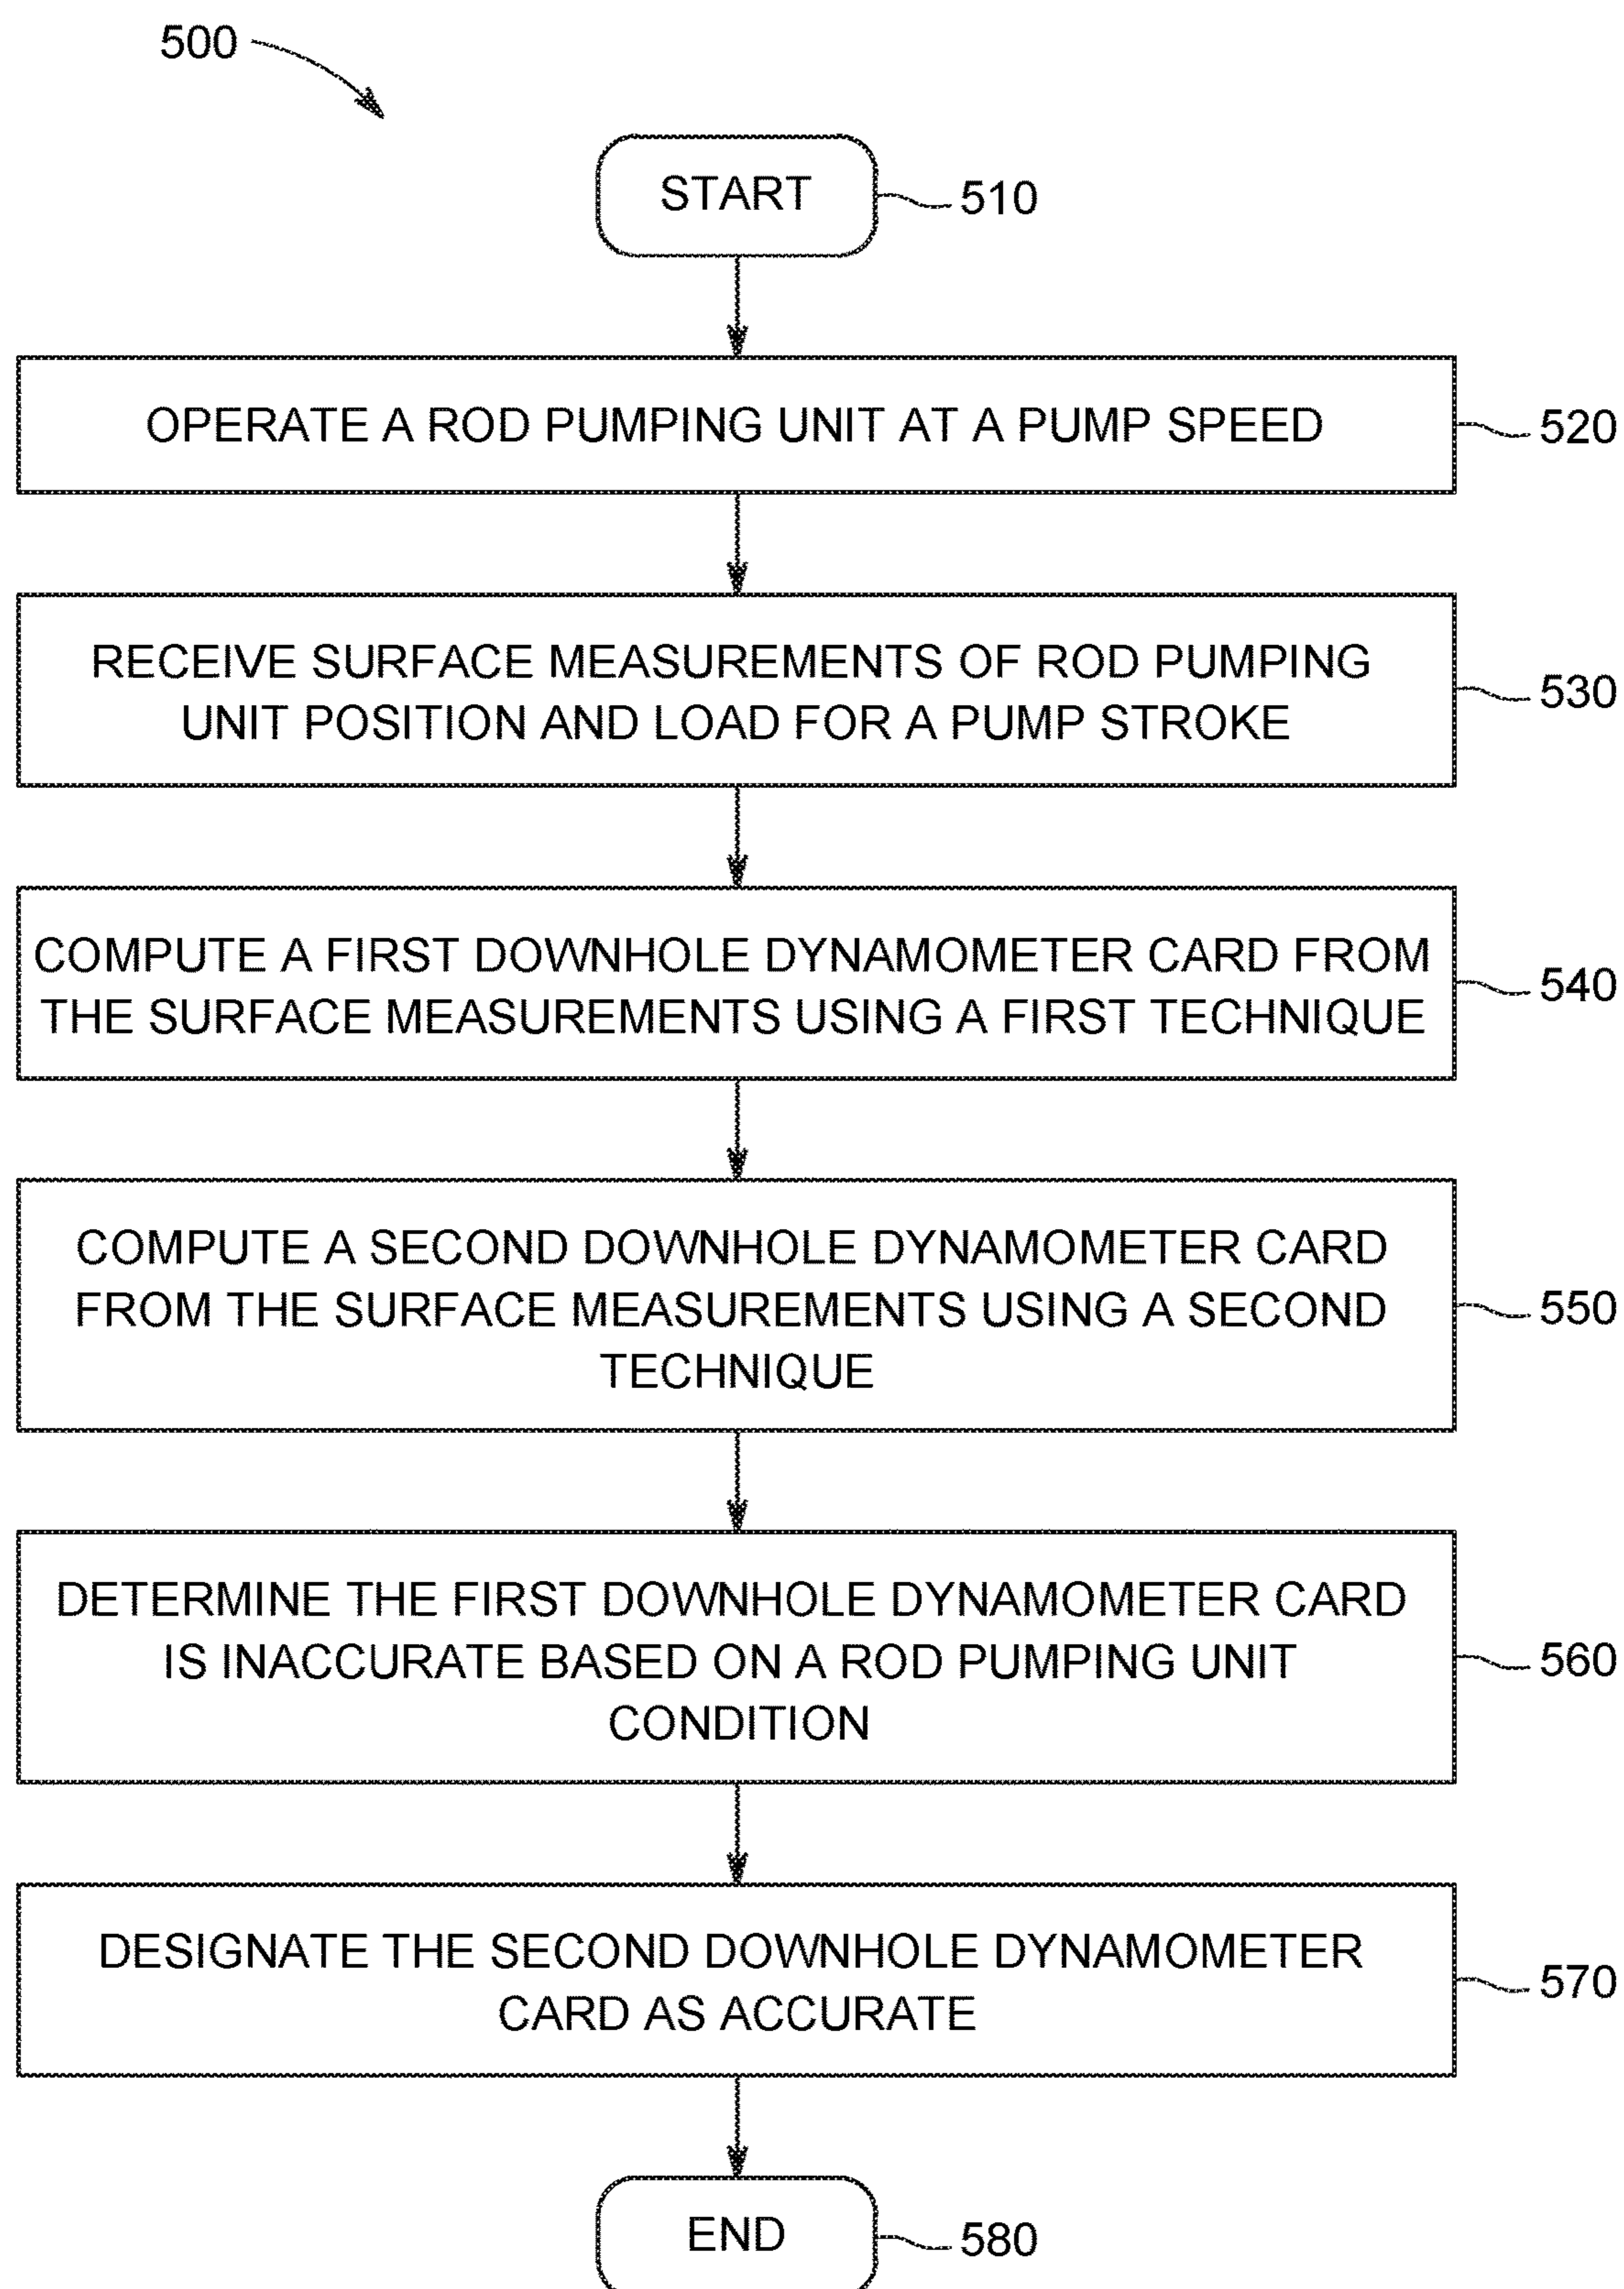 500
START
510
OPERATE A ROD PUMPING UNIT AT A PUMP SPEED
520
RECEIVE SURFACE MEASUREMENTS OF ROD PUMPING
UNIT POSITION AND LOAD FOR A PUMP STROKE
530
COMPUTE A FIRST DOWNHOLE DYNAMOMETER CARD FROM
THE SURFACE MEASUREMENTS USING A FIRST TECHNIQUE
540
COMPUTE A SECOND DOWNHOLE DYNAMOMETER CARD
FROM THE SURFACE MEASUREMENTS USING A SECOND
TECHNIQUE
550
DETERMINE THE FIRST DOWNHOLE DYNAMOMETER CARD
IS INACCURATE BASED ON A ROD PUMPING UNIT
CONDITION
560
DESIGNATE THE SECOND DOWNHOLE DYNAMOMETER
CARD AS ACCURATE
570
END
580